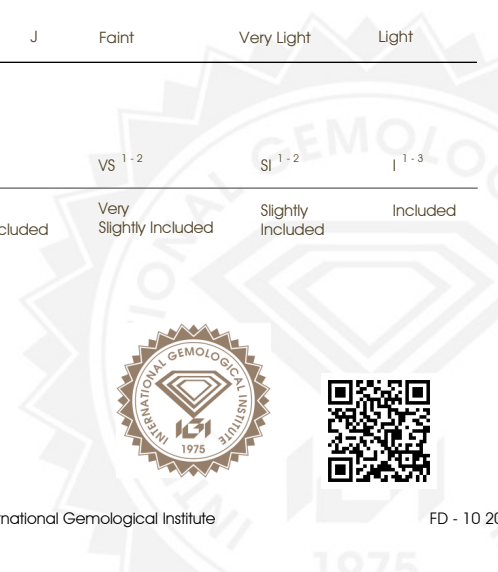 J Faint Very Light Light
VS 1 - 2 SI 1 - 2 I 1 - 3
Very Slightly Included
cluded Slightly Included Included
INTERNATIONAL GEMOLOGICAL INSTITUTE
IGI
1975
national Gemological Institute FD - 10 20
1975